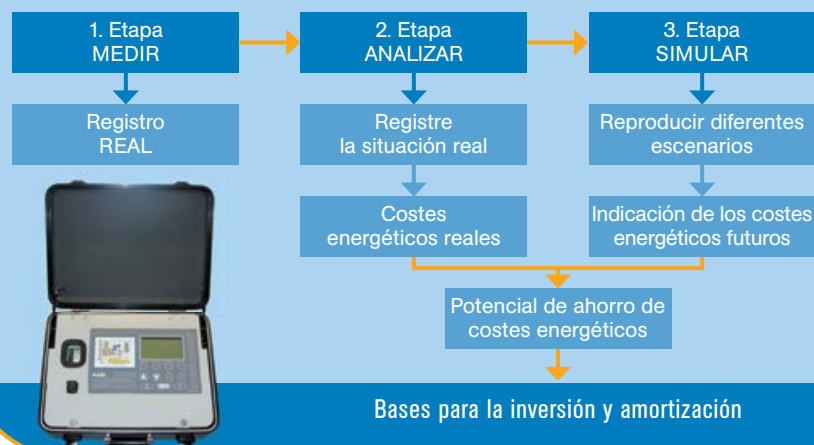 1. Etapa
MEDIR
2. Etapa
ANALIZAR
3. Etapa
SIMULAR
Registro
REAL
Registre
la situación real
Reproducir diferentes
escenarios
Costes
energéticos reales
Indicación de los costes
energéticos futuros
Potencial de ahorro de
costes energéticos
Bases para la inversión y amortización